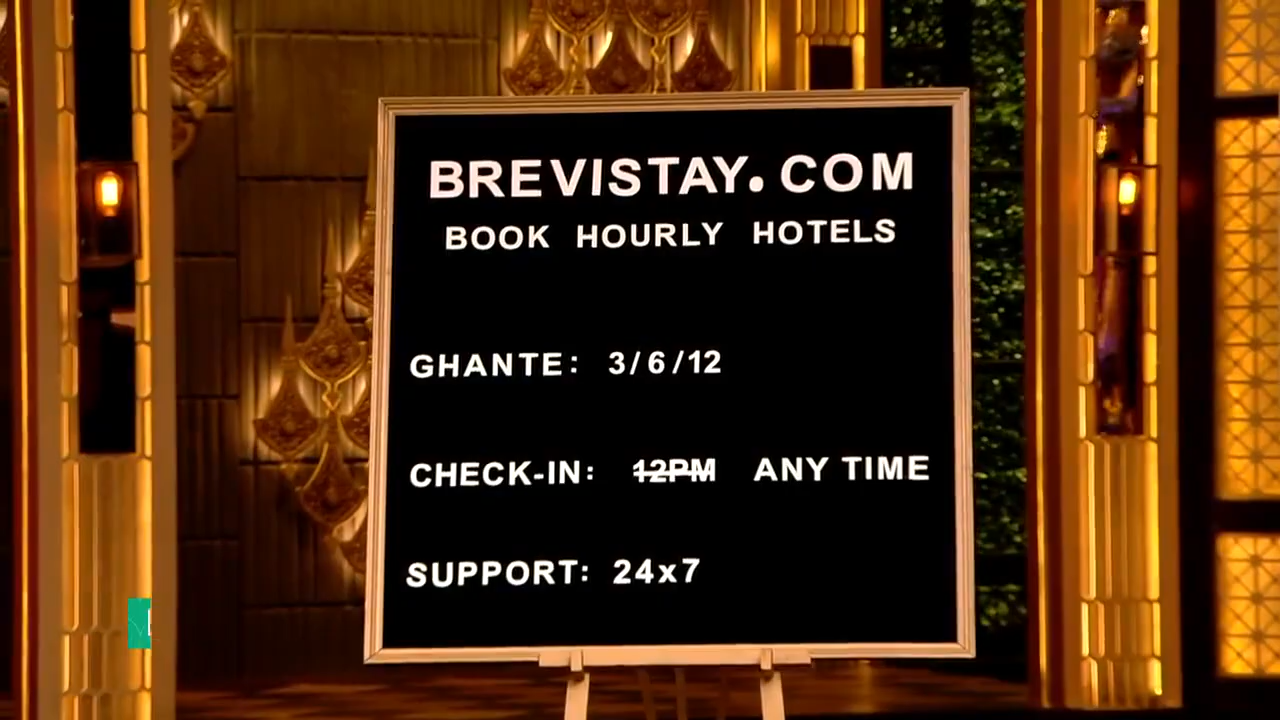 BREVISTAY.COM
BOOK HOURLY HOTELS
GHANTE: 3/6/12
CHECK-IN: 12PM ANY TIME
SUPPORT: 24x7